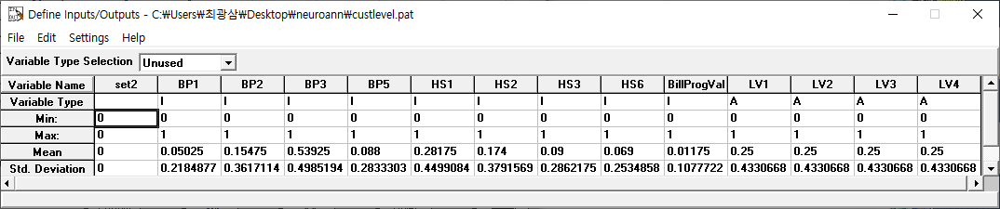 Define Inputs/Outputs - C:₩Users₩최광삼₩Desktop₩neuroann₩custlevel.pat
File Edit Settings Help
Variable Type Selection Unused
Variable Name set2 BP1 BP2 BP3 BP5 HS1 HS2 HS3 HS6 BillProgVal LV1 LV2 LV3 LV4
Variable Type I I I I I I I I I A A A A
Min: 0 0 0 0 0 0 0 0 0 0 0 0 0 0
Max: 0 1 1 1 1 1 1 1 1 1 1 1 1 1
Mean 0 0.05025 0.15475 0.53925 0.088 0.28175 0.174 0.09 0.069 0.01175 0.25 0.25 0.25 0.25
Std. Deviation 0 0.2184877 0.3617114 0.4985194 0.2833303 0.4499084 0.3791569 0.2862175 0.2534858 0.1077722 0.4330668 0.4330668 0.4330668 0.4330668